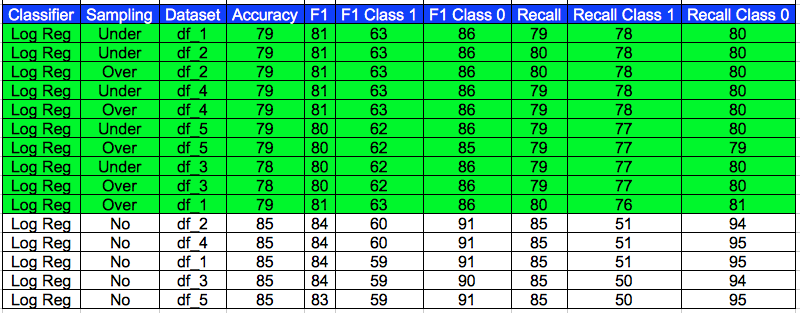 Classifier Sampling Dataset Accuracy F1 F1 Class 1 F1 Class 0 Recall Recall Class 1 Recall Class 0
Log Reg Under df_1 79 81 63 86 79 78 80
Log Reg Under df_2 79 81 63 86 80 78 80
Log Reg Over df_2 79 81 63 86 80 78 80
Log Reg Under df_4 79 81 63 86 79 78 80
Log Reg Over df_4 79 81 63 86 79 78 80
Log Reg Under df_5 79 80 62 86 79 77 80
Log Reg Over df_5 79 80 62 85 79 77 79
Log Reg Under df_3 78 80 62 86 79 77 80
Log Reg Over df_3 78 80 62 86 79 77 80
Log Reg Over df_1 79 81 63 86 80 76 81
Log Reg No df_2 85 84 60 91 85 51 94
Log Reg No df_4 85 84 60 91 85 51 95
Log Reg No df_1 85 84 59 91 85 51 95
Log Reg No df_3 85 84 59 90 85 50 94
Log Reg No df_5 85 83 59 91 85 50 95